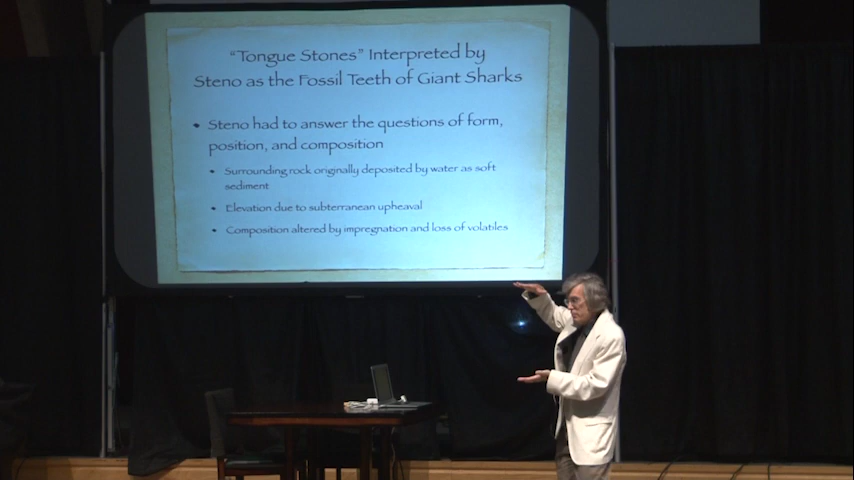 “Tongue Stones” Interpreted by
Steno as the Fossil Teeth of Giant Sharks
• Steno had to answer the questions of form,
position, and composition
• Surrounding rock originally deposited by water as soft
sediment
• Elevation due to subterranean upheaval
• Composition altered by impregnation and loss of volatiles